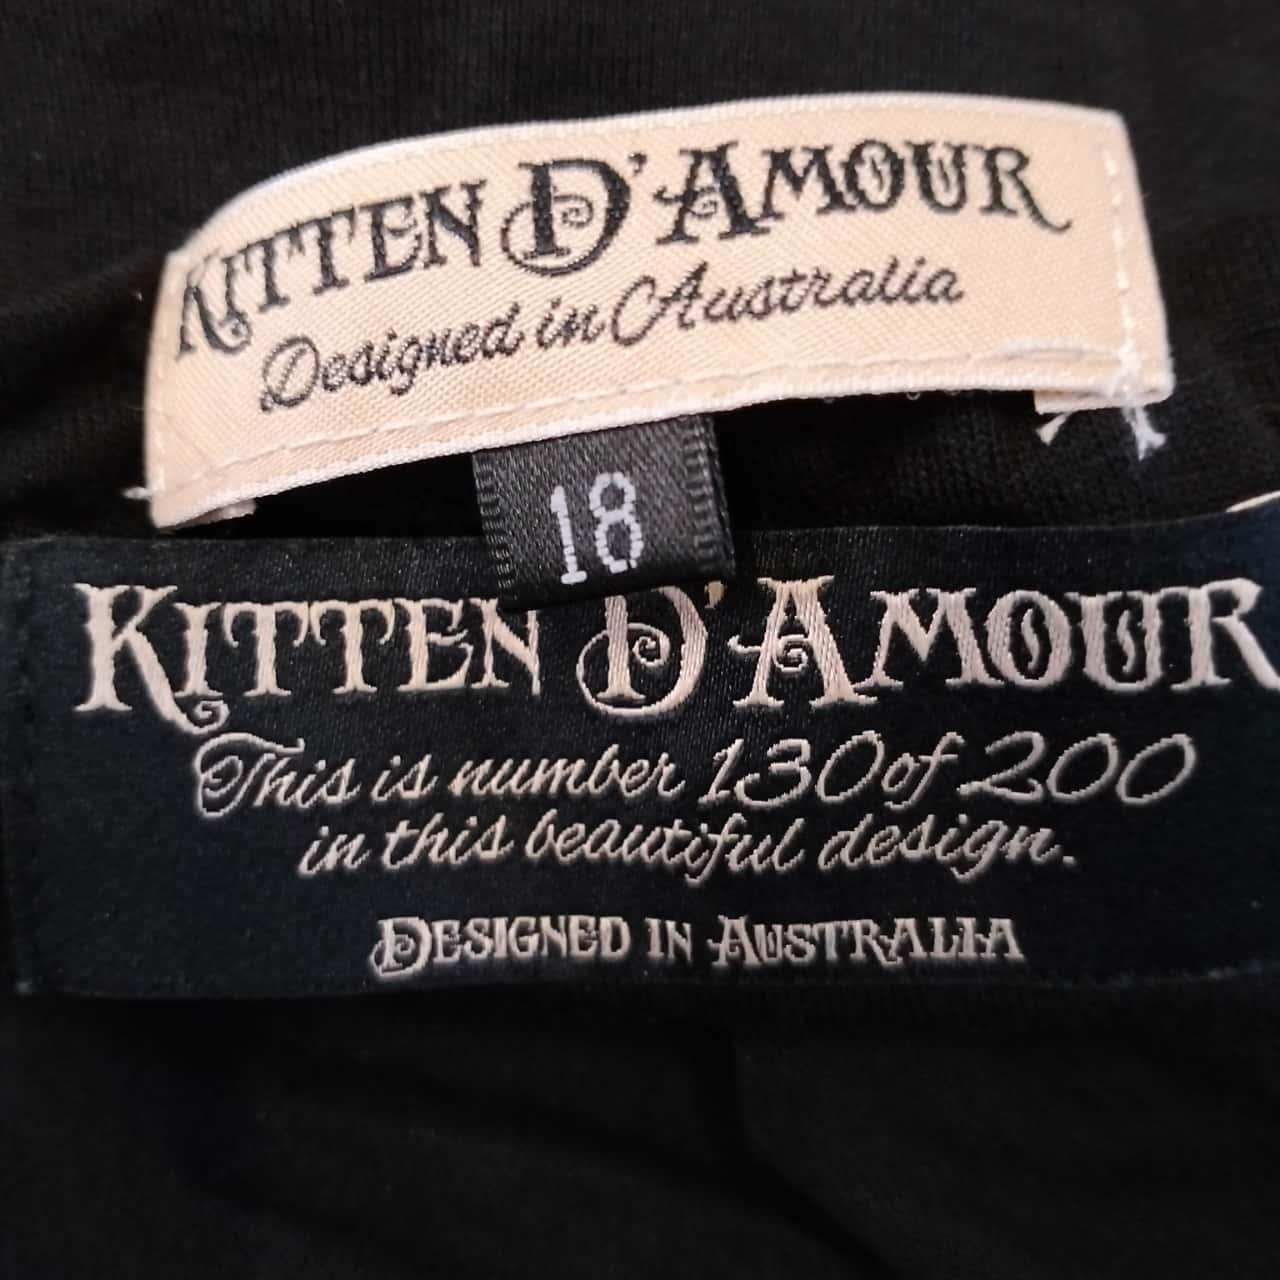 KITTEN D'AMOUR
Designed in Australia
18
KITTEN D'AMOUR
This is number 130 of 200
in this beautiful design.
DESIGNED IN AUSTRALIA